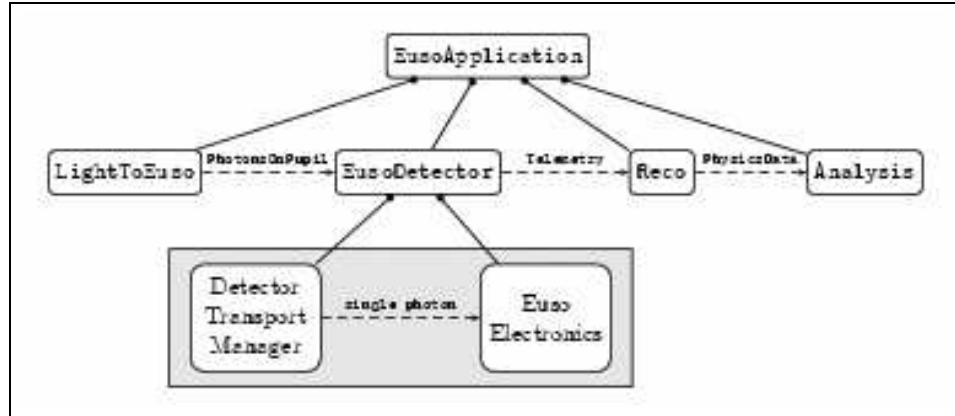 EusoApplication
PhotonsOnPupil
Telemetry
PhysicsData
LightToEuso
EusoDetector
Reco
Analysis
Detector
Transport
Manager
single photon
Euso
Electronics